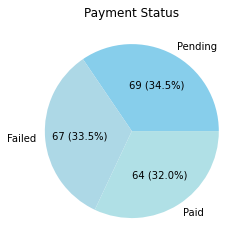 Payment Status
Pending
69 (34.5%)
Failed
67 (33.5%)
64 (32.0%)
Paid